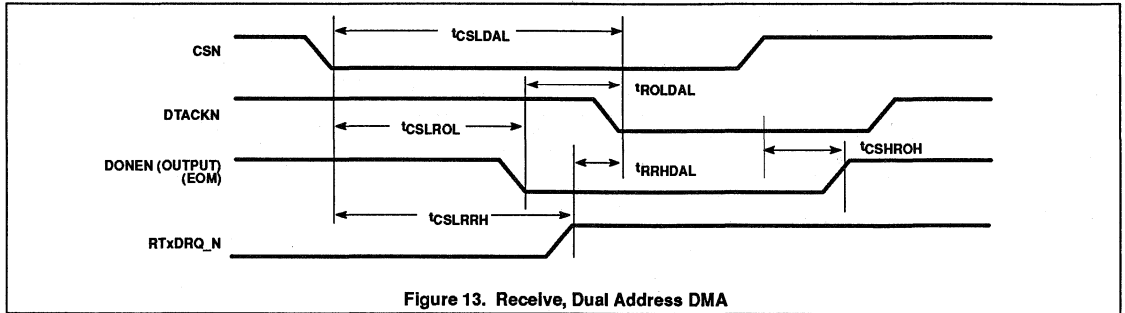 CSN
tCSLDAL
tROLDAL
DTACKN
tCSLROL
DONEN (OUTPUT)
(EOM)
tRRHDAL
tCSHROH
tCSLRRH
RTxDRQ_N
Figure 13. Receive, Dual Address DMA